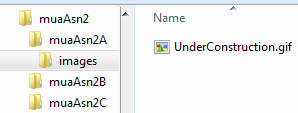 muaAsn2
muaAsn2A
images
muaAsn2B
muaAsn2C
Name
UnderConstruction.gif